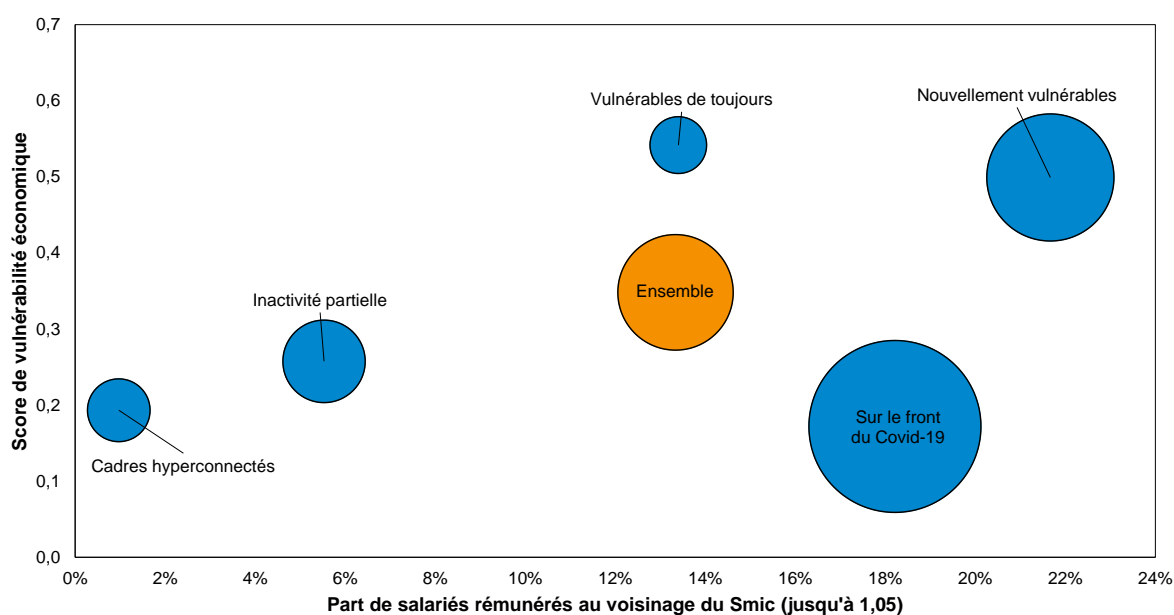 0,7
0,6
0,5
0,4
0,3
0,2
0,1
0,0
Score de vulnérabilité économique
Vulnérables de toujours
Nouvellement vulnérables
Inactivité partielle
Ensemble
Sur le front
du Covid-19
Cadres hyperconnectés
0% 2% 4% 6% 8% 10% 12% 14% 16% 18% 20% 22% 24%
Part de salariés rémunérés au voisinage du Smic (jusqu'à 1,05)